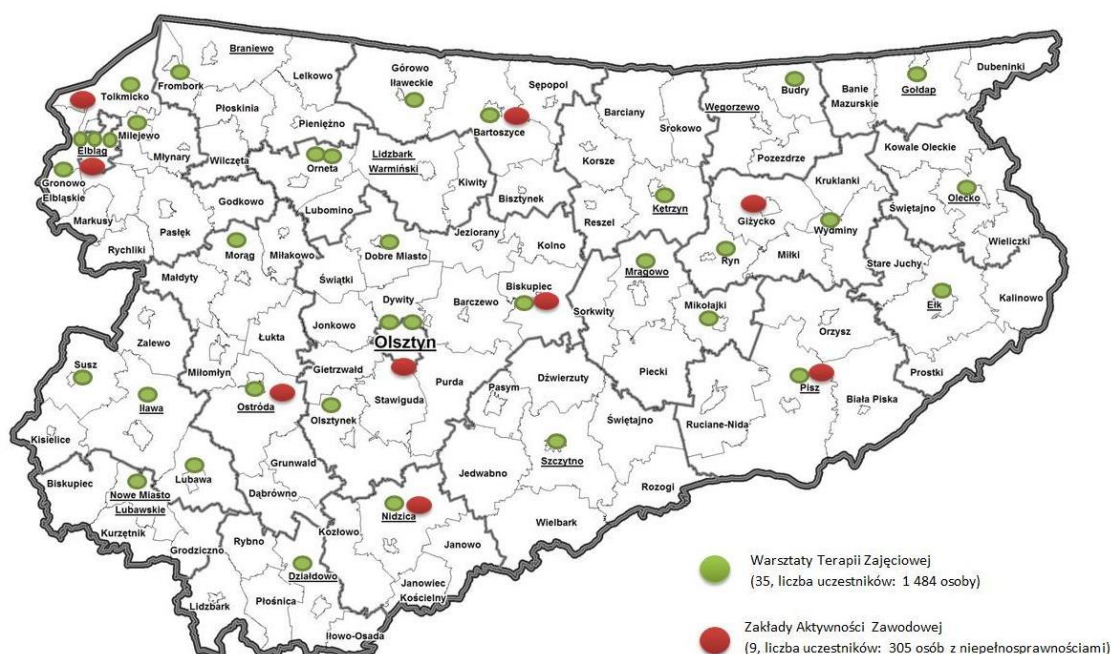 Braniewo
Lelkowo
Frombork
Tolkmicko
Płoskinia
Pieniężno
Górowo
Iławeckie
Sępopol
Bartoszyce
Barciany
Srokowo
Węgorzewo
Budry
Banie
Mazurskie
Gołdap
Dubeninki
Milejewo
Elbląg
Młynary
Wilczęta
Orneta
Lidzbark
Warmiński
Kiwity
Bisztynek
Korsze
Reszel
Kętrzyn
Pozezdrze
Kruklanki
Giżycko
Wydminy
Kowale Oleckie
Olecko
Świętajno
Wieliczki
Gronowo
Elbląskie
Markusy
Rychliki
Pasłęk
Godkowo
Lubomino
Morąg
Miłakowo
Małdyty
Dobre Miasto
Świątki
Jeziorany
Kolno
Mrągowo
Ryn
Miłki
Stare Juchy
Ełk
Kalinowo
Dywity
Barczewo
Biskupiec
Sorkwity
Mikołajki
Orzysz
Jonkowo
Olsztyn
Zalewo
Łukta
Susz
Miłomłyn
Gietrzwałd
Purda
Pasym
Dźwierzuty
Piecki
Pisz
Prostki
Iława
Ostróda
Olsztynek
Stawiguda
Biała Piska
Świętajno
Ruciane-Nida
Kisielice
Szczytno
Biskupiec
Lubawa
Grunwald
Jedwabno
Rozogi
Nowe Miasto
Lubawskie
Dąbrówno
Kurzętnik
Nidzica
Wielbark
Grodziczno
Rybno
Kozłowo
Janowo
Działdowo
Janowiec
Kościelny
Lidzbark
Płośnica
Iłowo-Osada
Warsztaty Terapii Zajęciowej
(35, liczba uczestników: 1 484 osoby)
Zakłady Aktywności Zawodowej
(9, liczba uczestników: 305 osób z niepełnosprawnościami)